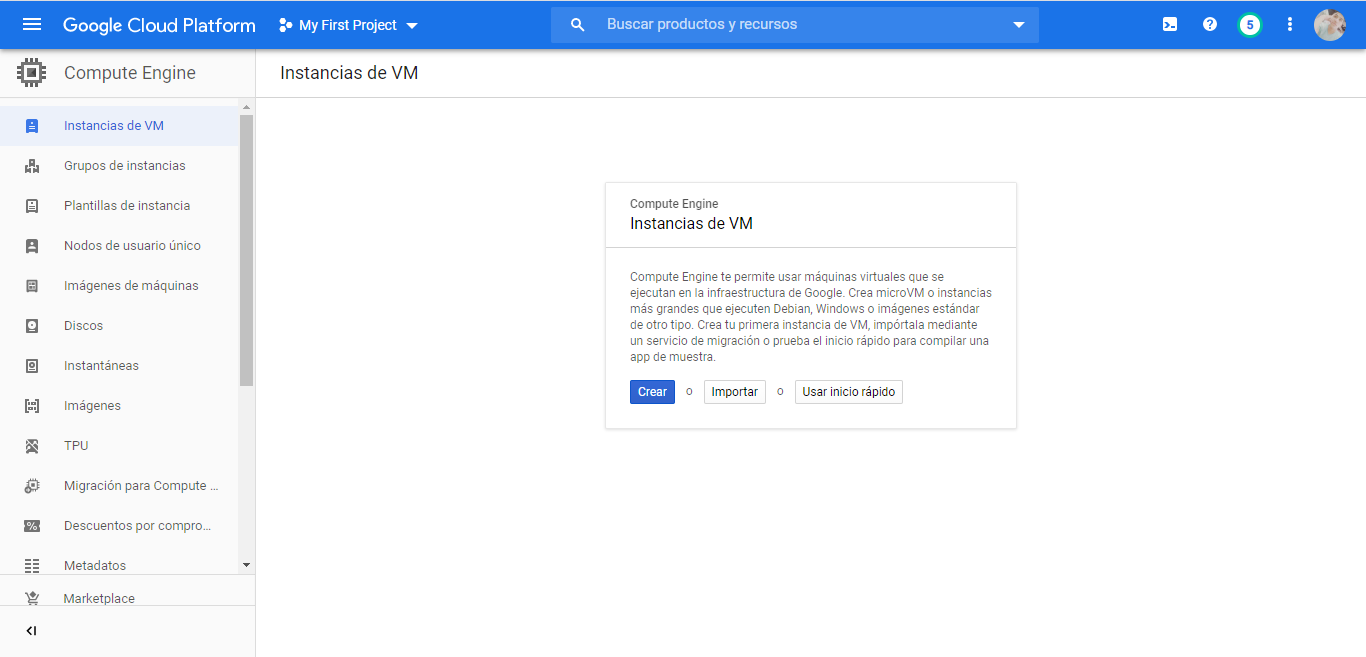 Google Cloud Platform
My First Project
Buscar productos y recursos
5
Compute Engine
Instancias de VM
Instancias de VM
Grupos de instancias
Plantillas de instancia
Nodos de usuario único
Imágenes de máquinas
Discos
Instantáneas
Imágenes
TPU
Migración para Compute ...
Descuentos por compro...
Metadatos
Marketplace
Compute Engine
Instancias de VM
Compute Engine te permite usar máquinas virtuales que se
ejecutan en la infraestructura de Google. Crea microVM o instancias
más grandes que ejecuten Debian, Windows o imágenes estándar
de otro tipo. Crea tu primera instancia de VM, impórtala mediante
un servicio de migración o prueba el inicio rápido para compilar una
app de muestra.
Crear o Importar o Usar inicio rápido